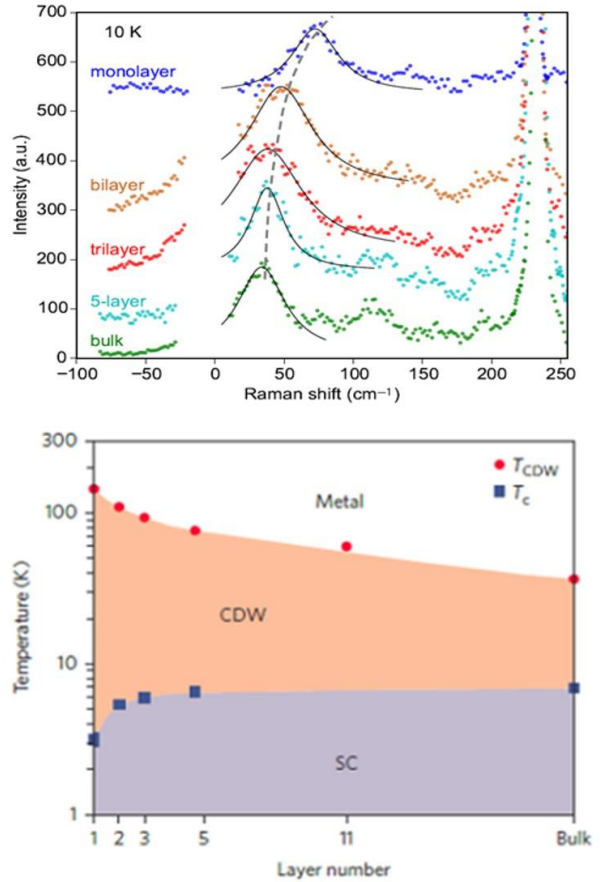 700
600
500
400
300
200
100
0
Intensity (a.u.)
10 K
monolayer
bilayer
trilayer
5-layer
bulk
−100 −50 0 50 100 150 200 250
Raman shift (cm−1)
300
100
10
1
Temperature (K)
TCDW
Tc
Metal
CDW
SC
1 2 3 5 11 Bulk
Layer number